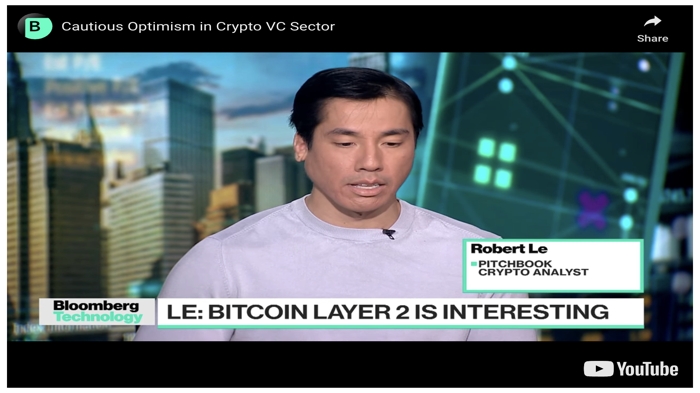 B
Cautious Optimism in Crypto VC Sector
Share
Robert Le
PITCHBOOK
CRYPTO ANALYST
Bloomberg
Technology
LE: BITCOIN LAYER 2 IS INTERESTING
YouTube